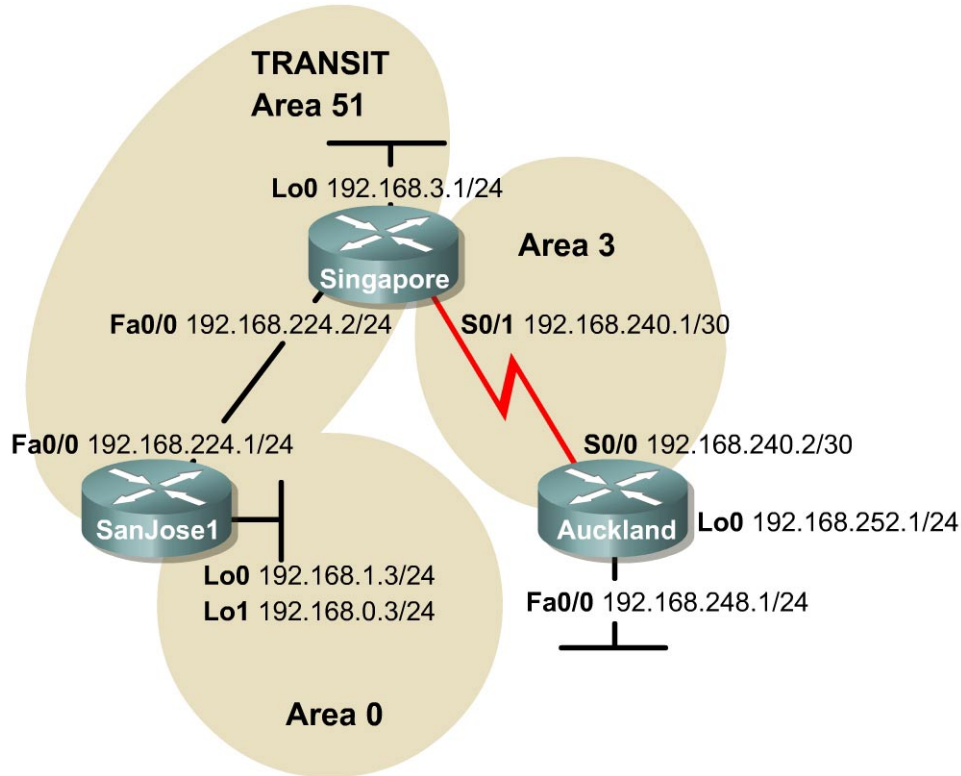 TRANSIT
Area 51
Lo0 192.168.3.1/24
Singapore
Area 3
Fa0/0 192.168.224.2/24
S0/1 192.168.240.1/30
Fa0/0 192.168.224.1/24
S0/0 192.168.240.2/30
SanJose1
Auckland
Lo0 192.168.252.1/24
Lo0 192.168.1.3/24
Lo1 192.168.0.3/24
Fa0/0 192.168.248.1/24
Area 0